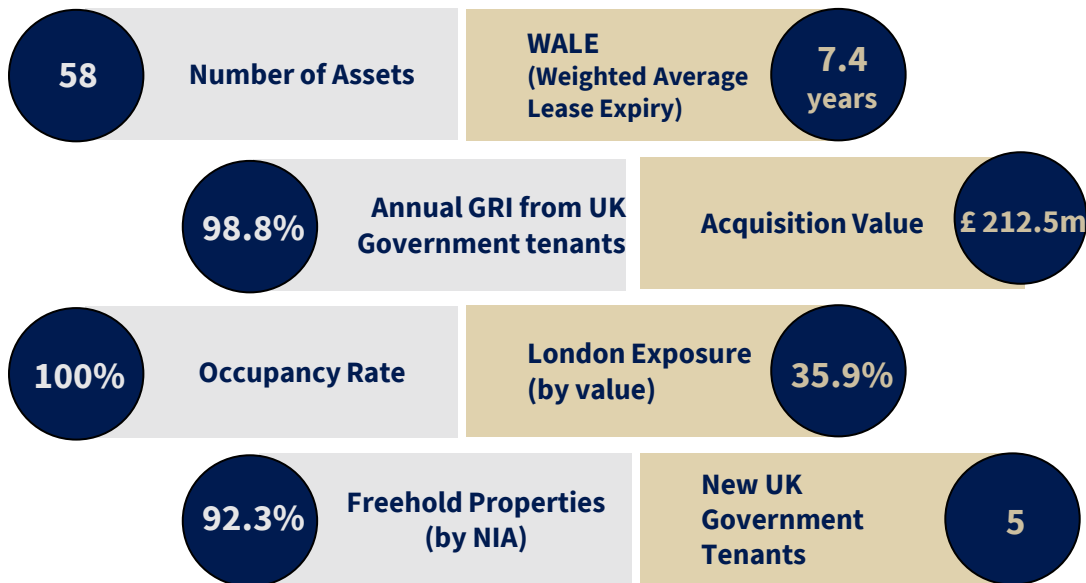 58
Number of Assets
WALE
(Weighted Average
Lease Expiry)
7.4
years
98.8%
Annual GRI from UK
Government tenants
Acquisition Value
£ 212.5m
100%
Occupancy Rate
London Exposure
(by value)
35.9%
92.3%
Freehold Properties
(by NIA)
New UK
Government
Tenants
5